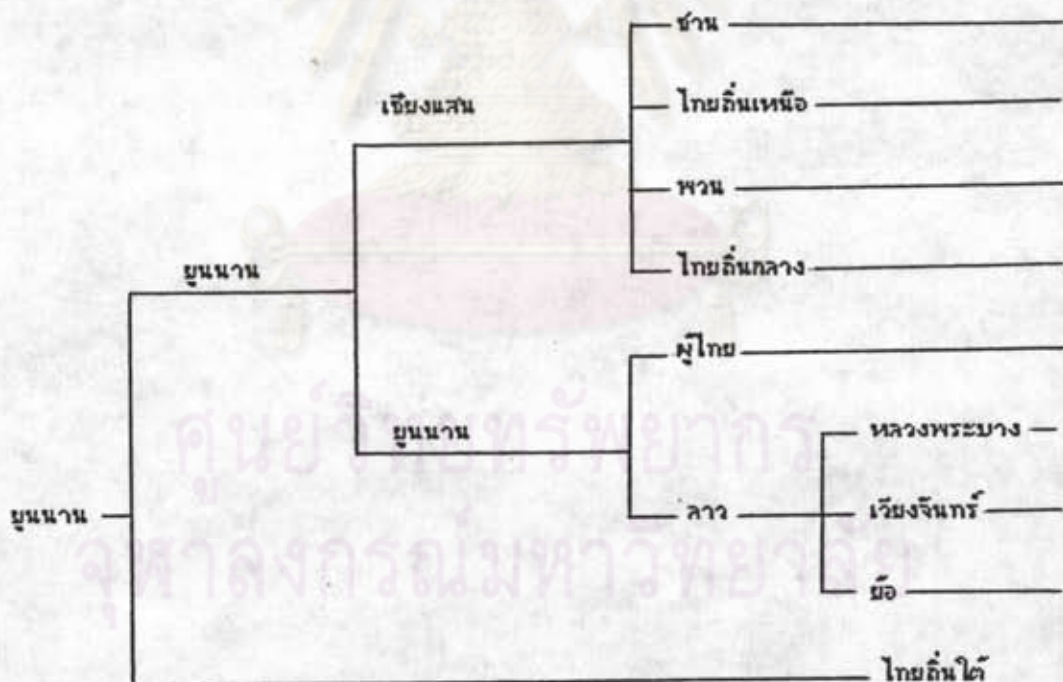 ชาน
เชียงแสน
ไทยถิ่นเหนือ
พวน
ยูนนาน
ไทยถิ่นกลาง
ผู้ไทย
ยูนนาน
หลวงพระบาง
ยูนนาน
ลาว
เวียงจันทร์
ย้อ
ไทยถิ่นใต้
ศูนย์วิทยทรัพยากร
จุฬาลงกรณ์มหาวิทยาลัย